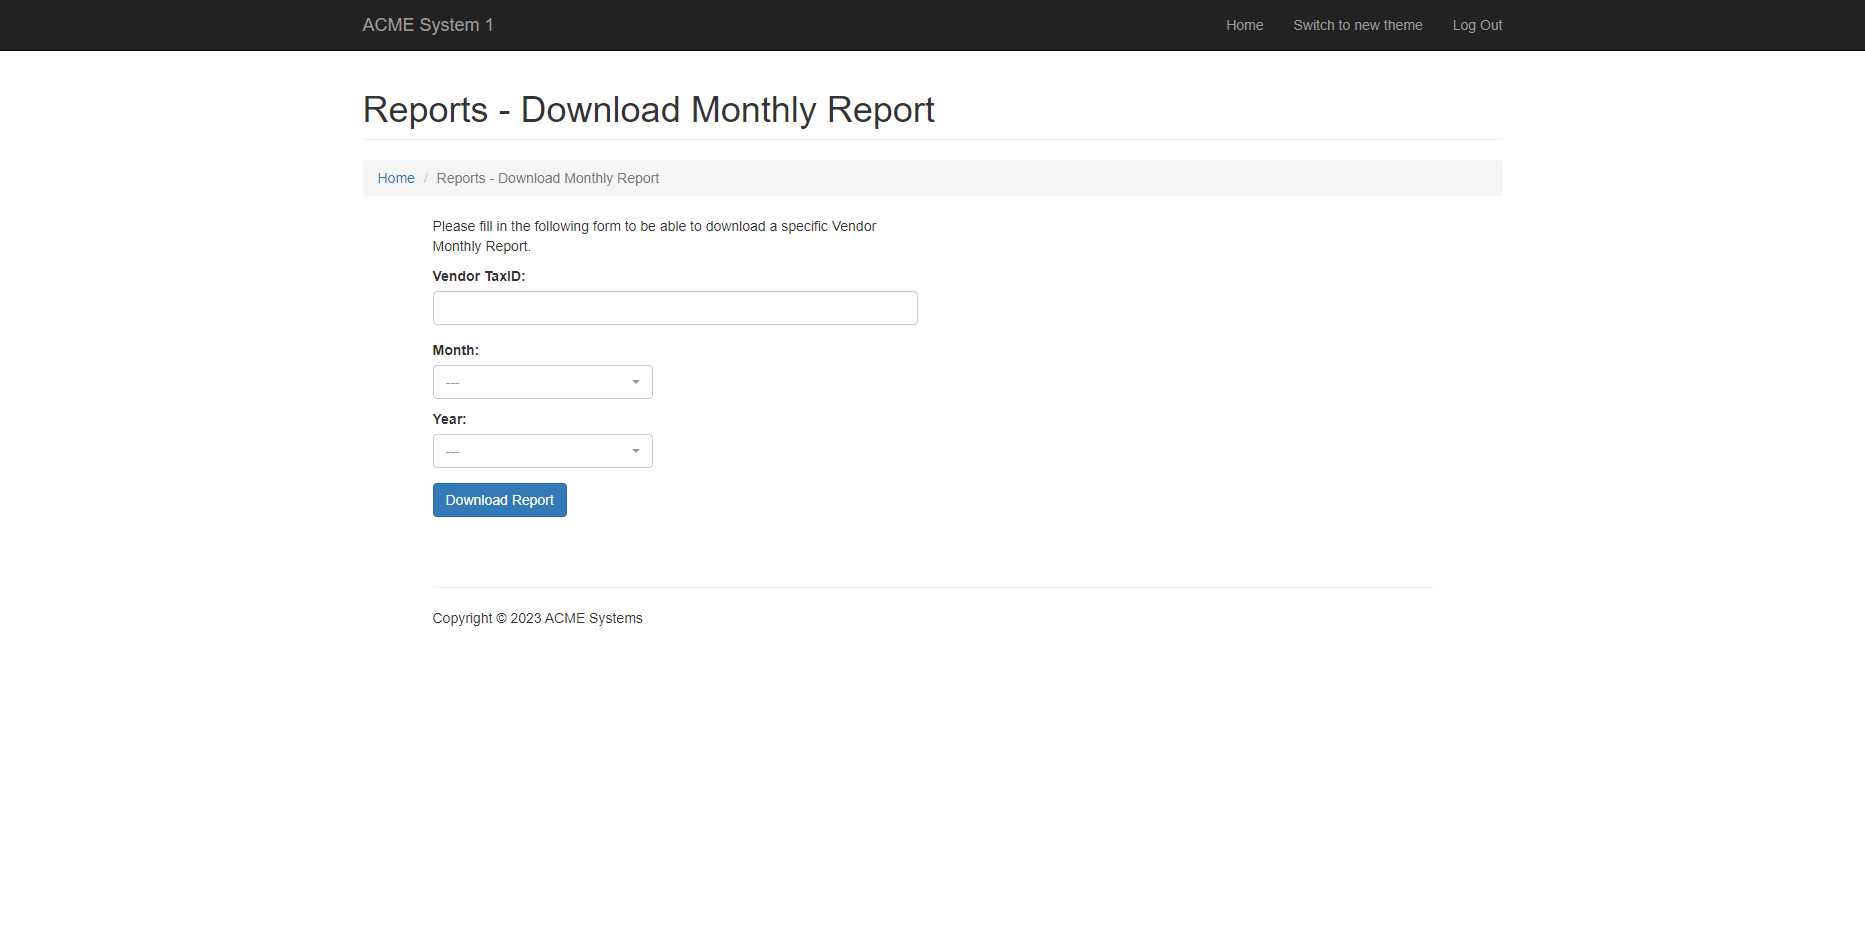 ACME System 1
Home
Switch to new theme
Log Out
Reports - Download Monthly Report
Home / Reports - Download Monthly Report
Please fill in the following form to be able to download a specific Vendor
Monthly Report.
Vendor TaxID:
Month:
---
Year:
---
Download Report
Copyright © 2023 ACME Systems